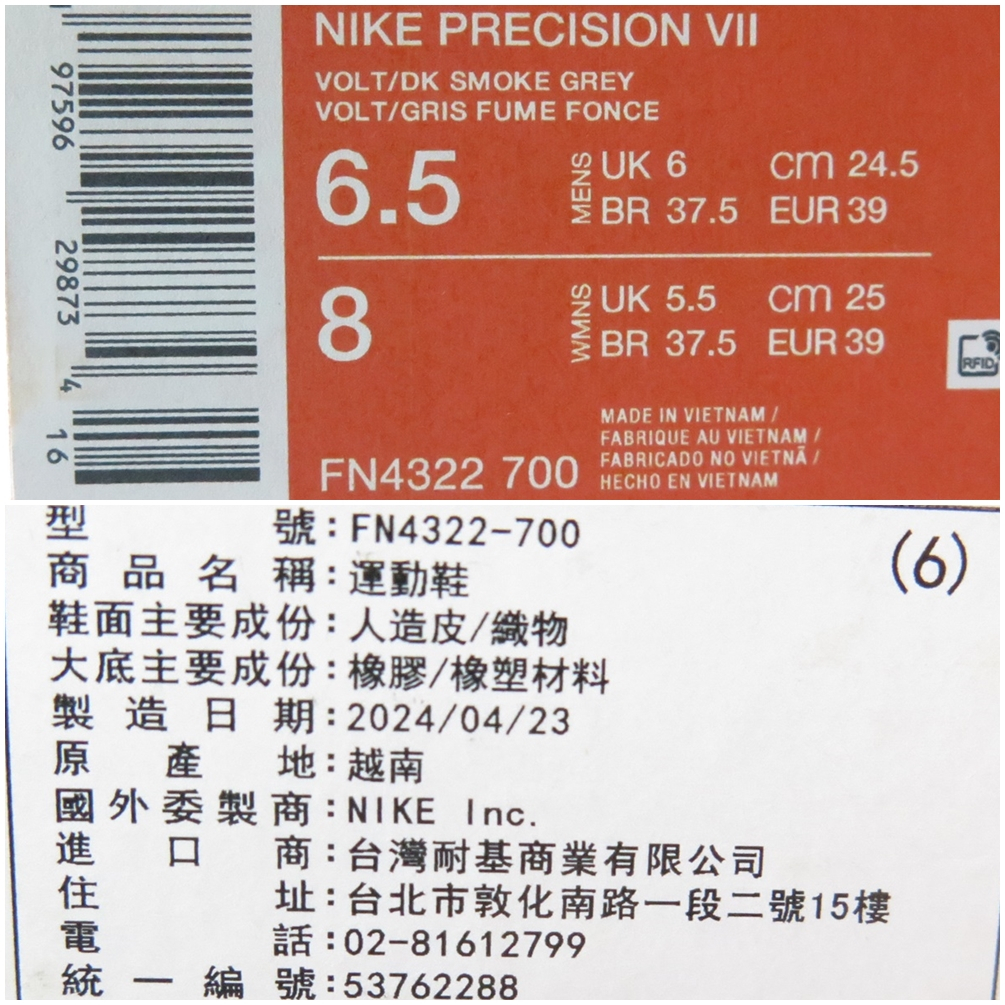 NIKE PRECISION VII
VOLT/DK SMOKE GREY
VOLT/GRIS FUME FONCE
6.5 MENS UK 6 cm 24.5
BR 37.5 EUR 39
8 WMNS UK 5.5 cm 25
BR 37.5 EUR 39
RFID
MADE IN VIETNAM /
FABRIQUE AU VIETNAM /
FABRICADO NO VIETNÃ /
HECHO EN VIETNAM
FN4322 700
97596 29873 4 16
型號:FN4322-700
(6)
商品名稱:運動鞋
鞋面主要成份:人造皮/織物
大底主要成份:橡膠/橡塑材料
製造日期:2024/04/23
原產地:越南
國外委製商:NIKE Inc.
進口商:台灣耐基商業有限公司
住址:台北市敦化南路一段二號15樓
電話:02-81612799
統一編號:53762288